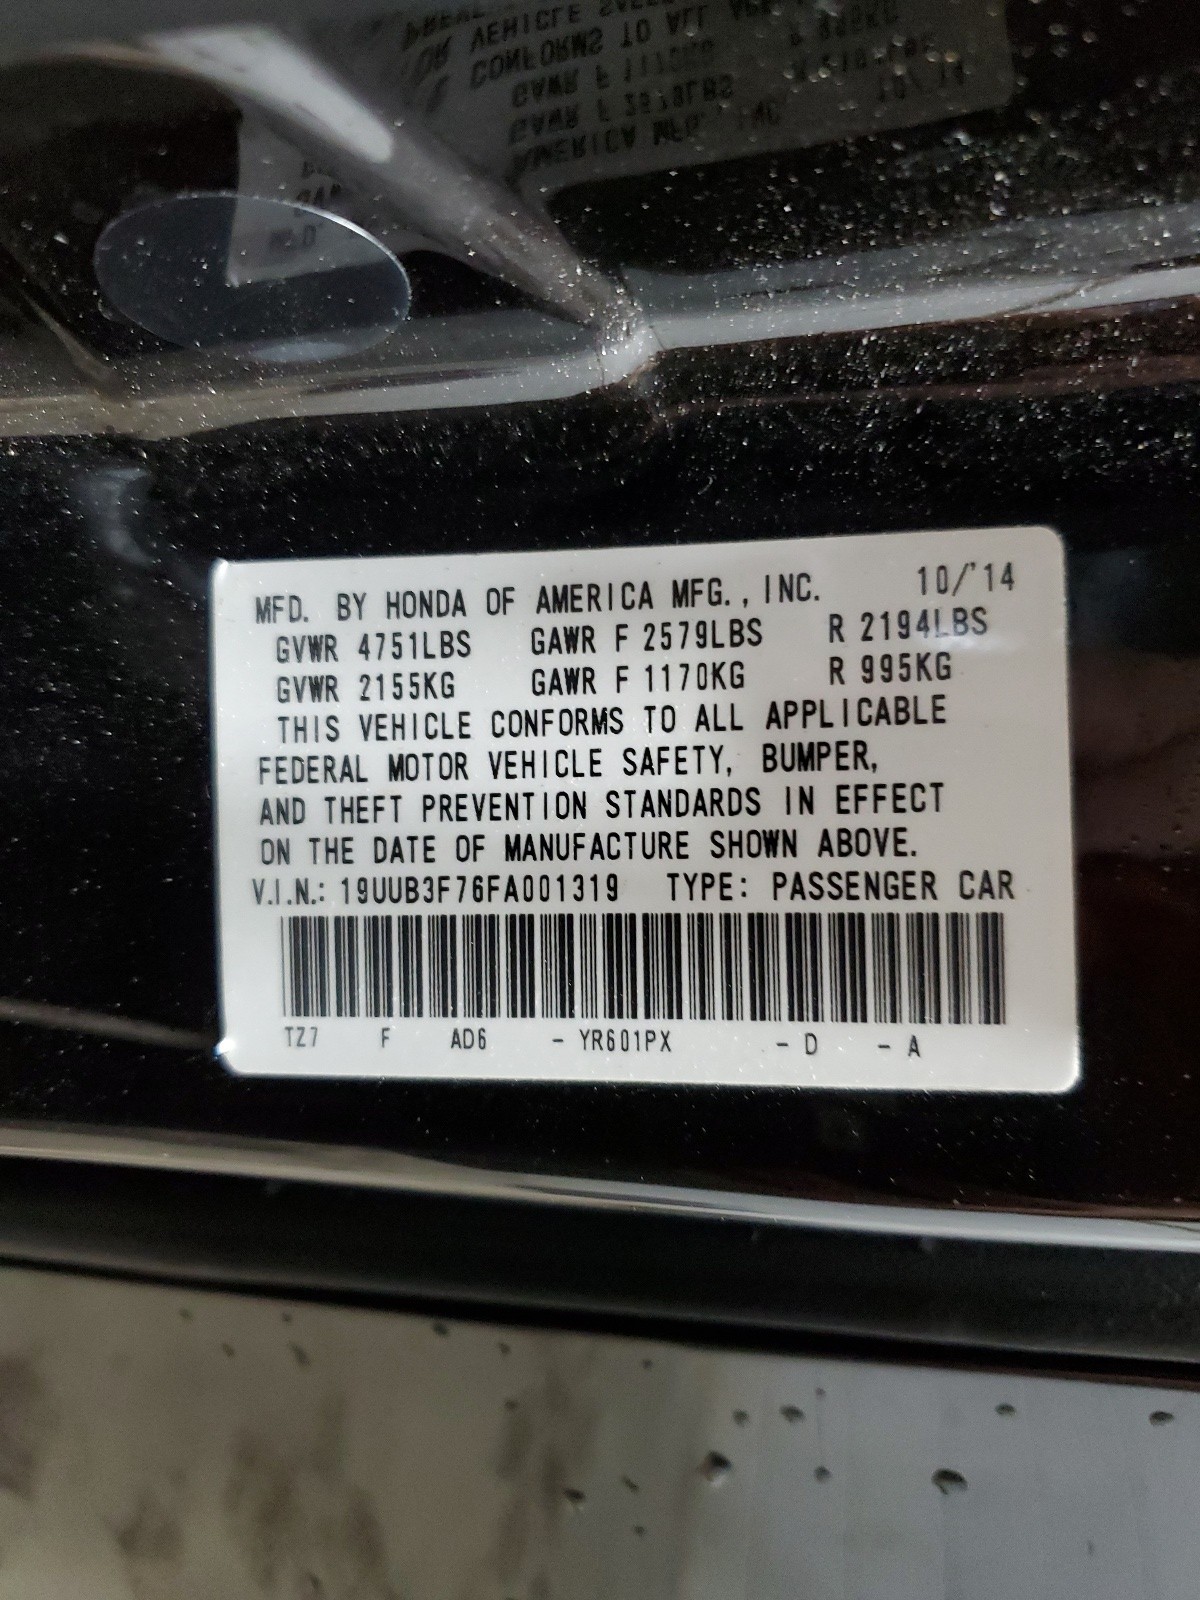 MFD. BY HONDA OF AMERICA MFG., INC. 10/'14
GVWR 4751LBS GAWR F 2579LBS R 2194LBS
GVWR 2155KG GAWR F 1170KG R 995KG
THIS VEHICLE CONFORMS TO ALL APPLICABLE
FEDERAL MOTOR VEHICLE SAFETY, BUMPER,
AND THEFT PREVENTION STANDARDS IN EFFECT
ON THE DATE OF MANUFACTURE SHOWN ABOVE.
V.I.N.: 19UUB3F76FA001319 TYPE: PASSENGER CAR
TZ7 F AD6 - YR601PX - D - A